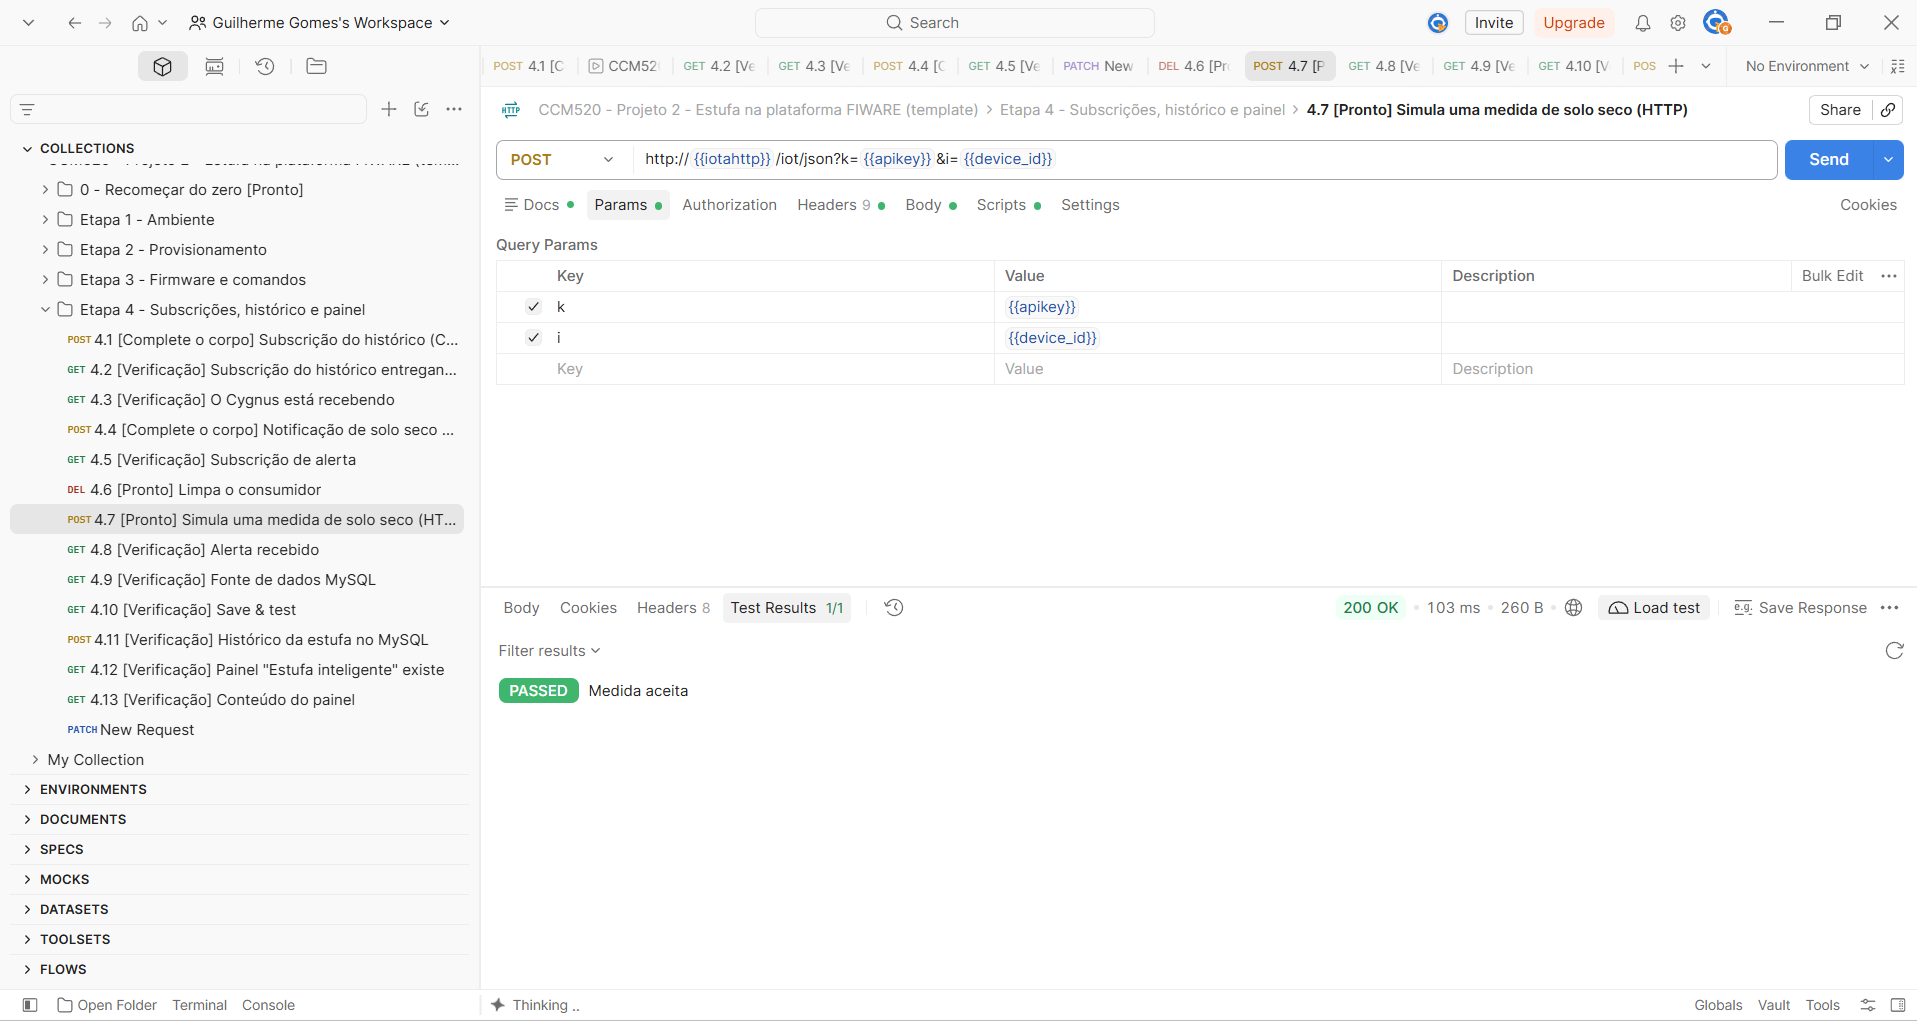 Guilherme Gomes's Workspace
Search
Invite
Upgrade
POST 4.1 [C
CCM52(
GET 4.2 [Ve
GET 4.3 [Ve
POST 4.4 [C
GET 4.5 [Ve
PATCH New
DEL 4.6 [Pr
POST 4.7 [P
GET 4.8 [Ve
GET 4.9 [Ve
GET 4.10 [V
POS
No Environment
COLLECTIONS
0 - Recomeçar do zero [Pronto]
Etapa 1 - Ambiente
Etapa 2 - Provisionamento
Etapa 3 - Firmware e comandos
Etapa 4 - Subscrições, histórico e painel
POST 4.1 [Complete o corpo] Subscrição do histórico (C...
GET 4.2 [Verificação] Subscrição do histórico entregan...
GET 4.3 [Verificação] O Cygnus está recebendo
POST 4.4 [Complete o corpo] Notificação de solo seco ...
GET 4.5 [Verificação] Subscrição de alerta
DEL 4.6 [Pronto] Limpa o consumidor
POST 4.7 [Pronto] Simula uma medida de solo seco (HT...
GET 4.8 [Verificação] Alerta recebido
GET 4.9 [Verificação] Fonte de dados MySQL
GET 4.10 [Verificação] Save & test
POST 4.11 [Verificação] Histórico da estufa no MySQL
GET 4.12 [Verificação] Painel "Estufa inteligente" existe
GET 4.13 [Verificação] Conteúdo do painel
PATCH New Request
My Collection
ENVIRONMENTS
DOCUMENTS
SPECS
MOCKS
DATASETS
TOOLSETS
FLOWS
HTTP CCM520 - Projeto 2 - Estufa na plataforma FIWARE (template) > Etapa 4 - Subscrições, histórico e painel > 4.7 [Pronto] Simula uma medida de solo seco (HTTP)
Share
POST http:// {{iotahttp}} /iot/json?k= {{apikey}} &i= {{device_id}}
Send
Docs Params Authorization Headers 9 Body Scripts Settings
Cookies
Query Params
Key Value Description Bulk Edit
k {{apikey}}
i {{device_id}}
Key Value Description
Body Cookies Headers 8 Test Results 1/1
200 OK 103 ms 260 B Load test e.g. Save Response
Filter results
PASSED Medida aceita
Open Folder Terminal Console
Thinking ..
Globals Vault Tools